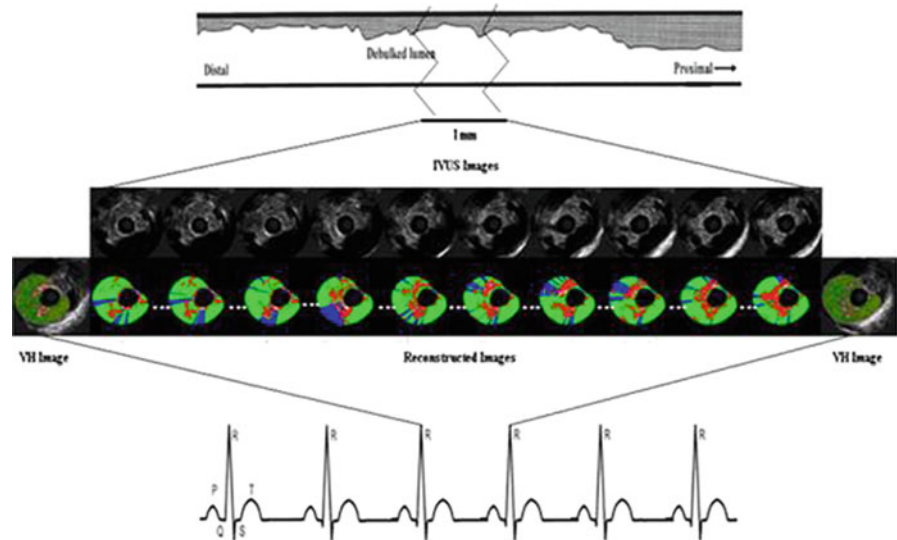 Debulked lumen
Distal
Proximal
1 mm
IVUS Images
VH Image
Reconstructed Images
VH Image
R R R R R R
P T
Q S